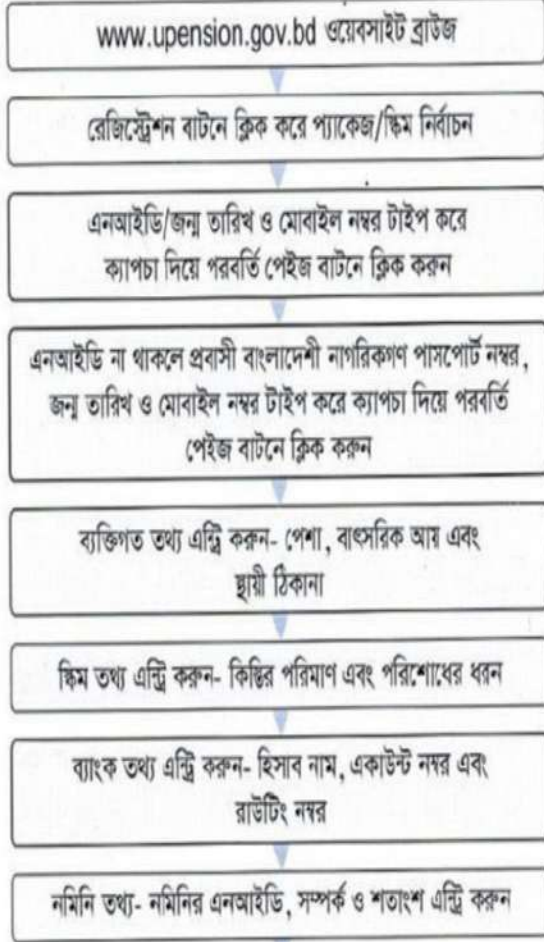 www.upension.gov.bd ওয়েবসাইট ব্রাউজ
রেজিস্ট্রেশন বাটনে ক্লিক করে প্যাকেজ/স্কিম নির্বাচন
এনআইডি/জন্ম তারিখ ও মোবাইল নম্বর টাইপ করে
ক্যাপচা দিয়ে পরবর্তি পেইজ বাটনে ক্লিক করুন
এনআইডি না থাকলে প্রবাসী বাংলাদেশী নাগরিকগণ পাসপোর্ট নম্বর,
জন্ম তারিখ ও মোবাইল নম্বর টাইপ করে ক্যাপচা দিয়ে পরবর্তি
পেইজ বাটনে ক্লিক করুন
ব্যক্তিগত তথ্য এন্ট্রি করুন- পেশা, বাৎসরিক আয় এবং
স্থায়ী ঠিকানা
স্কিম তথ্য এন্ট্রি করুন- কিস্তির পরিমাণ এবং পরিশোধের ধরন
ব্যাংক তথ্য এন্ট্রি করুন- হিসাব নাম, একাউন্ট নম্বর এবং
রাউটিং নম্বর
নমিনি তথ্য- নমিনির এনআইডি, সম্পর্ক ও শতাংশ এন্ট্রি করুন